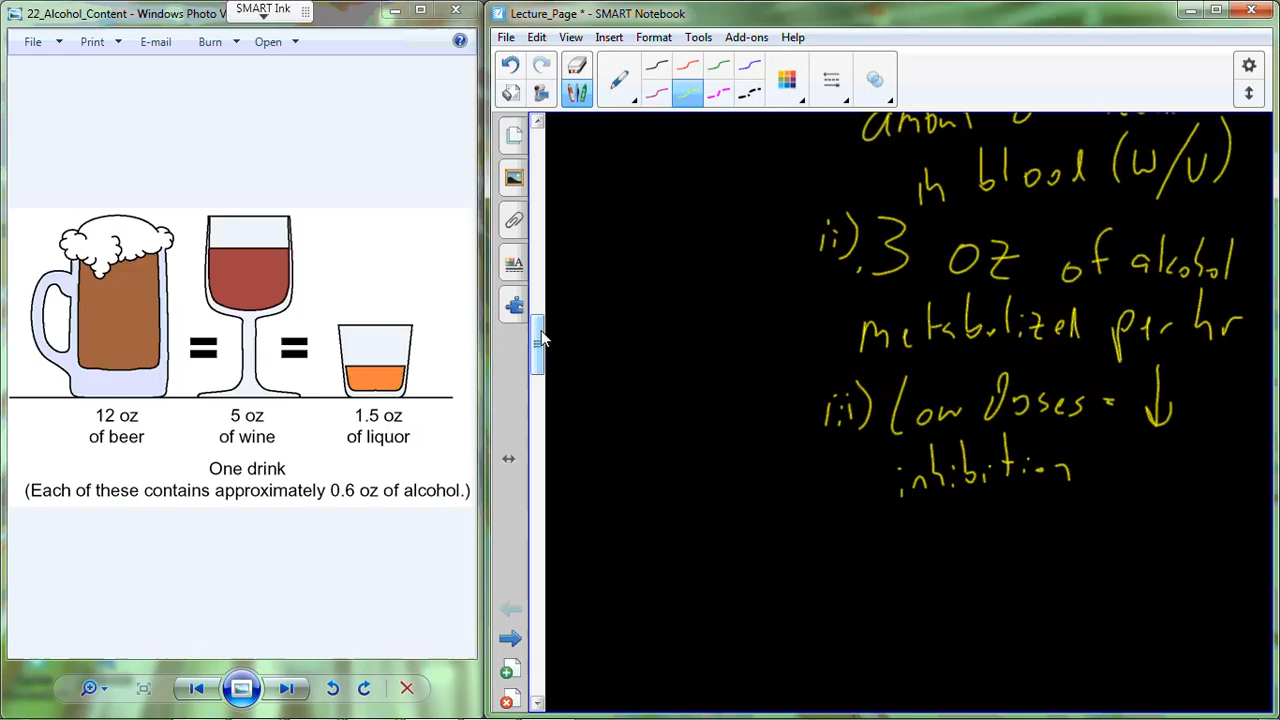 22_Alcohol_Content - Windows Photo V
SMART Ink
File Print E-mail Burn Open
12 oz
of beer
5 oz
of wine
1.5 oz
of liquor
One drink
(Each of these contains approximately 0.6 oz of alcohol.)
Lecture_Page * - SMART Notebook
File Edit View Insert Format Tools Add-ons Help
in blood (W/V)
ii) .3 oz of alcohol
metabolized per hr
iii) Low Doses = ↓
inhibition